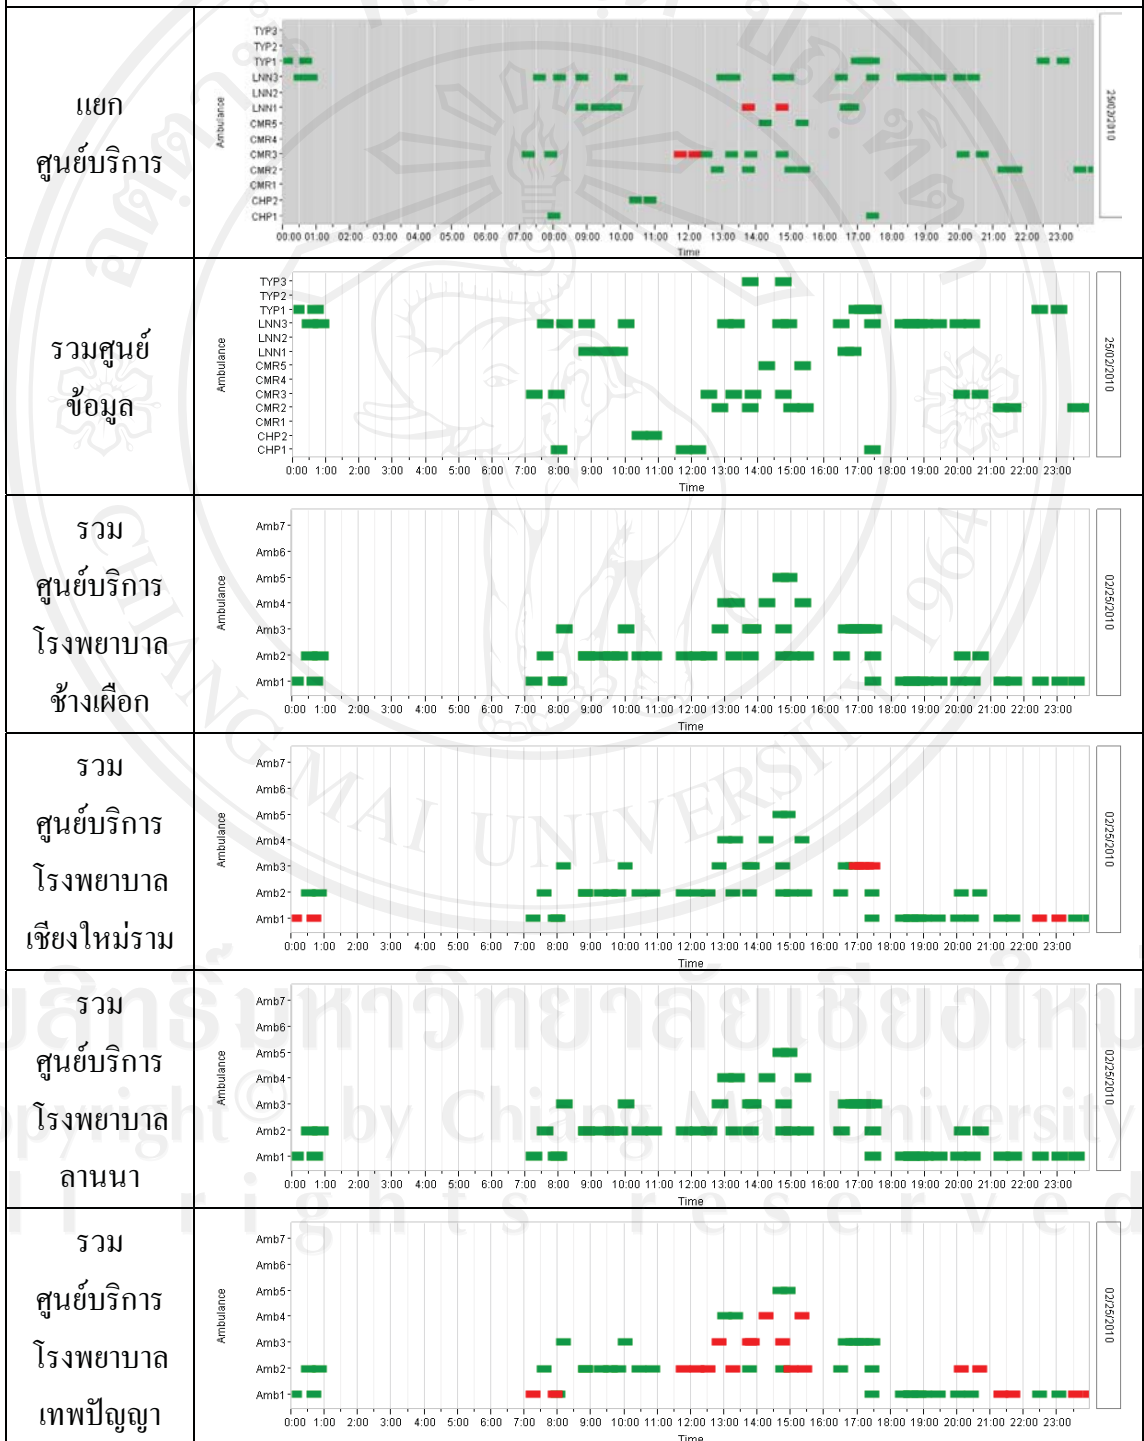 แยก
ศูนย์บริการ
TYP3
TYP2
TYP1
LNN3
LNN2
LNN1
CMR5
CMR4
CMR3
CMR2
CMR1
CHP2
CHP1
Ambulance
00:00 01:00 02:00 03:00 04:00 05:00 06:00 07:00 08:00 09:00 10:00 11:00 12:00 13:00 14:00 15:00 16:00 17:00 18:00 19:00 20:00 21:00 22:00 23:00
Time
25/02/2010
รวมศูนย์
ข้อมูล
TYP3
TYP2
TYP1
LNN3
LNN2
LNN1
CMR5
CMR4
CMR3
CMR2
CMR1
CHP2
CHP1
Ambulance
0:00 1:00 2:00 3:00 4:00 5:00 6:00 7:00 8:00 9:00 10:00 11:00 12:00 13:00 14:00 15:00 16:00 17:00 18:00 19:00 20:00 21:00 22:00 23:00
Time
25/02/2010
รวม
ศูนย์บริการ
โรงพยาบาล
ช้างเผือก
Amb7
Amb6
Amb5
Amb4
Amb3
Amb2
Amb1
Ambulance
0:00 1:00 2:00 3:00 4:00 5:00 6:00 7:00 8:00 9:00 10:00 11:00 12:00 13:00 14:00 15:00 16:00 17:00 18:00 19:00 20:00 21:00 22:00 23:00
Time
02/25/2010
รวม
ศูนย์บริการ
โรงพยาบาล
เชียงใหม่ราม
Amb7
Amb6
Amb5
Amb4
Amb3
Amb2
Amb1
Ambulance
0:00 1:00 2:00 3:00 4:00 5:00 6:00 7:00 8:00 9:00 10:00 11:00 12:00 13:00 14:00 15:00 16:00 17:00 18:00 19:00 20:00 21:00 22:00 23:00
Time
02/25/2010
รวม
ศูนย์บริการ
โรงพยาบาล
ลานนา
Amb7
Amb6
Amb5
Amb4
Amb3
Amb2
Amb1
Ambulance
0:00 1:00 2:00 3:00 4:00 5:00 6:00 7:00 8:00 9:00 10:00 11:00 12:00 13:00 14:00 15:00 16:00 17:00 18:00 19:00 20:00 21:00 22:00 23:00
Time
02/25/2010
รวม
ศูนย์บริการ
โรงพยาบาล
เทพปัญญา
Amb7
Amb6
Amb5
Amb4
Amb3
Amb2
Amb1
Ambulance
0:00 1:00 2:00 3:00 4:00 5:00 6:00 7:00 8:00 9:00 10:00 11:00 12:00 13:00 14:00 15:00 16:00 17:00 18:00 19:00 20:00 21:00 22:00 23:00
Time
02/25/2010
CHIANG MAI UNIVERSITY 1964
by Chiang Mai University
rights reserved